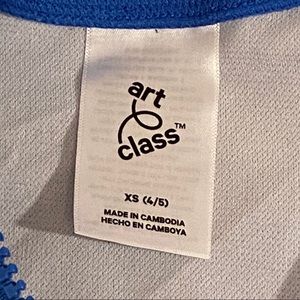 art
class™
XS (4/5)
MADE IN CAMBODIA
HECHO EN CAMBOYA